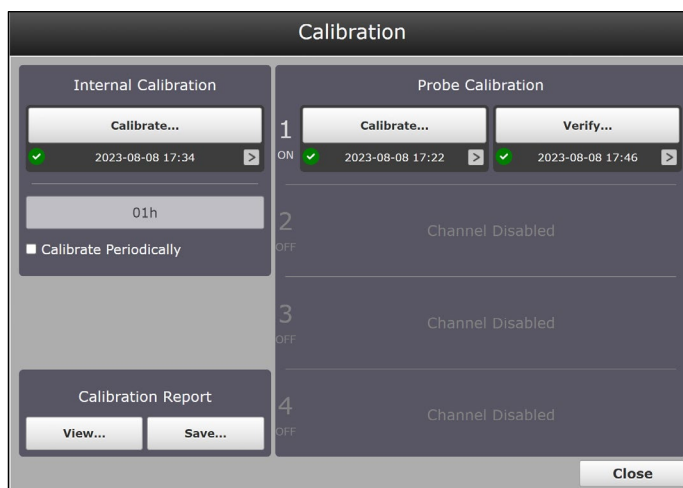 Calibration
Internal Calibration
Calibrate...
2023-08-08 17:34
01h
Calibrate Periodically
Calibration Report
View...
Save...
Probe Calibration
1
ON
Calibrate...
2023-08-08 17:22
Verify...
2023-08-08 17:46
2
OFF
Channel Disabled
3
OFF
Channel Disabled
4
OFF
Channel Disabled
Close